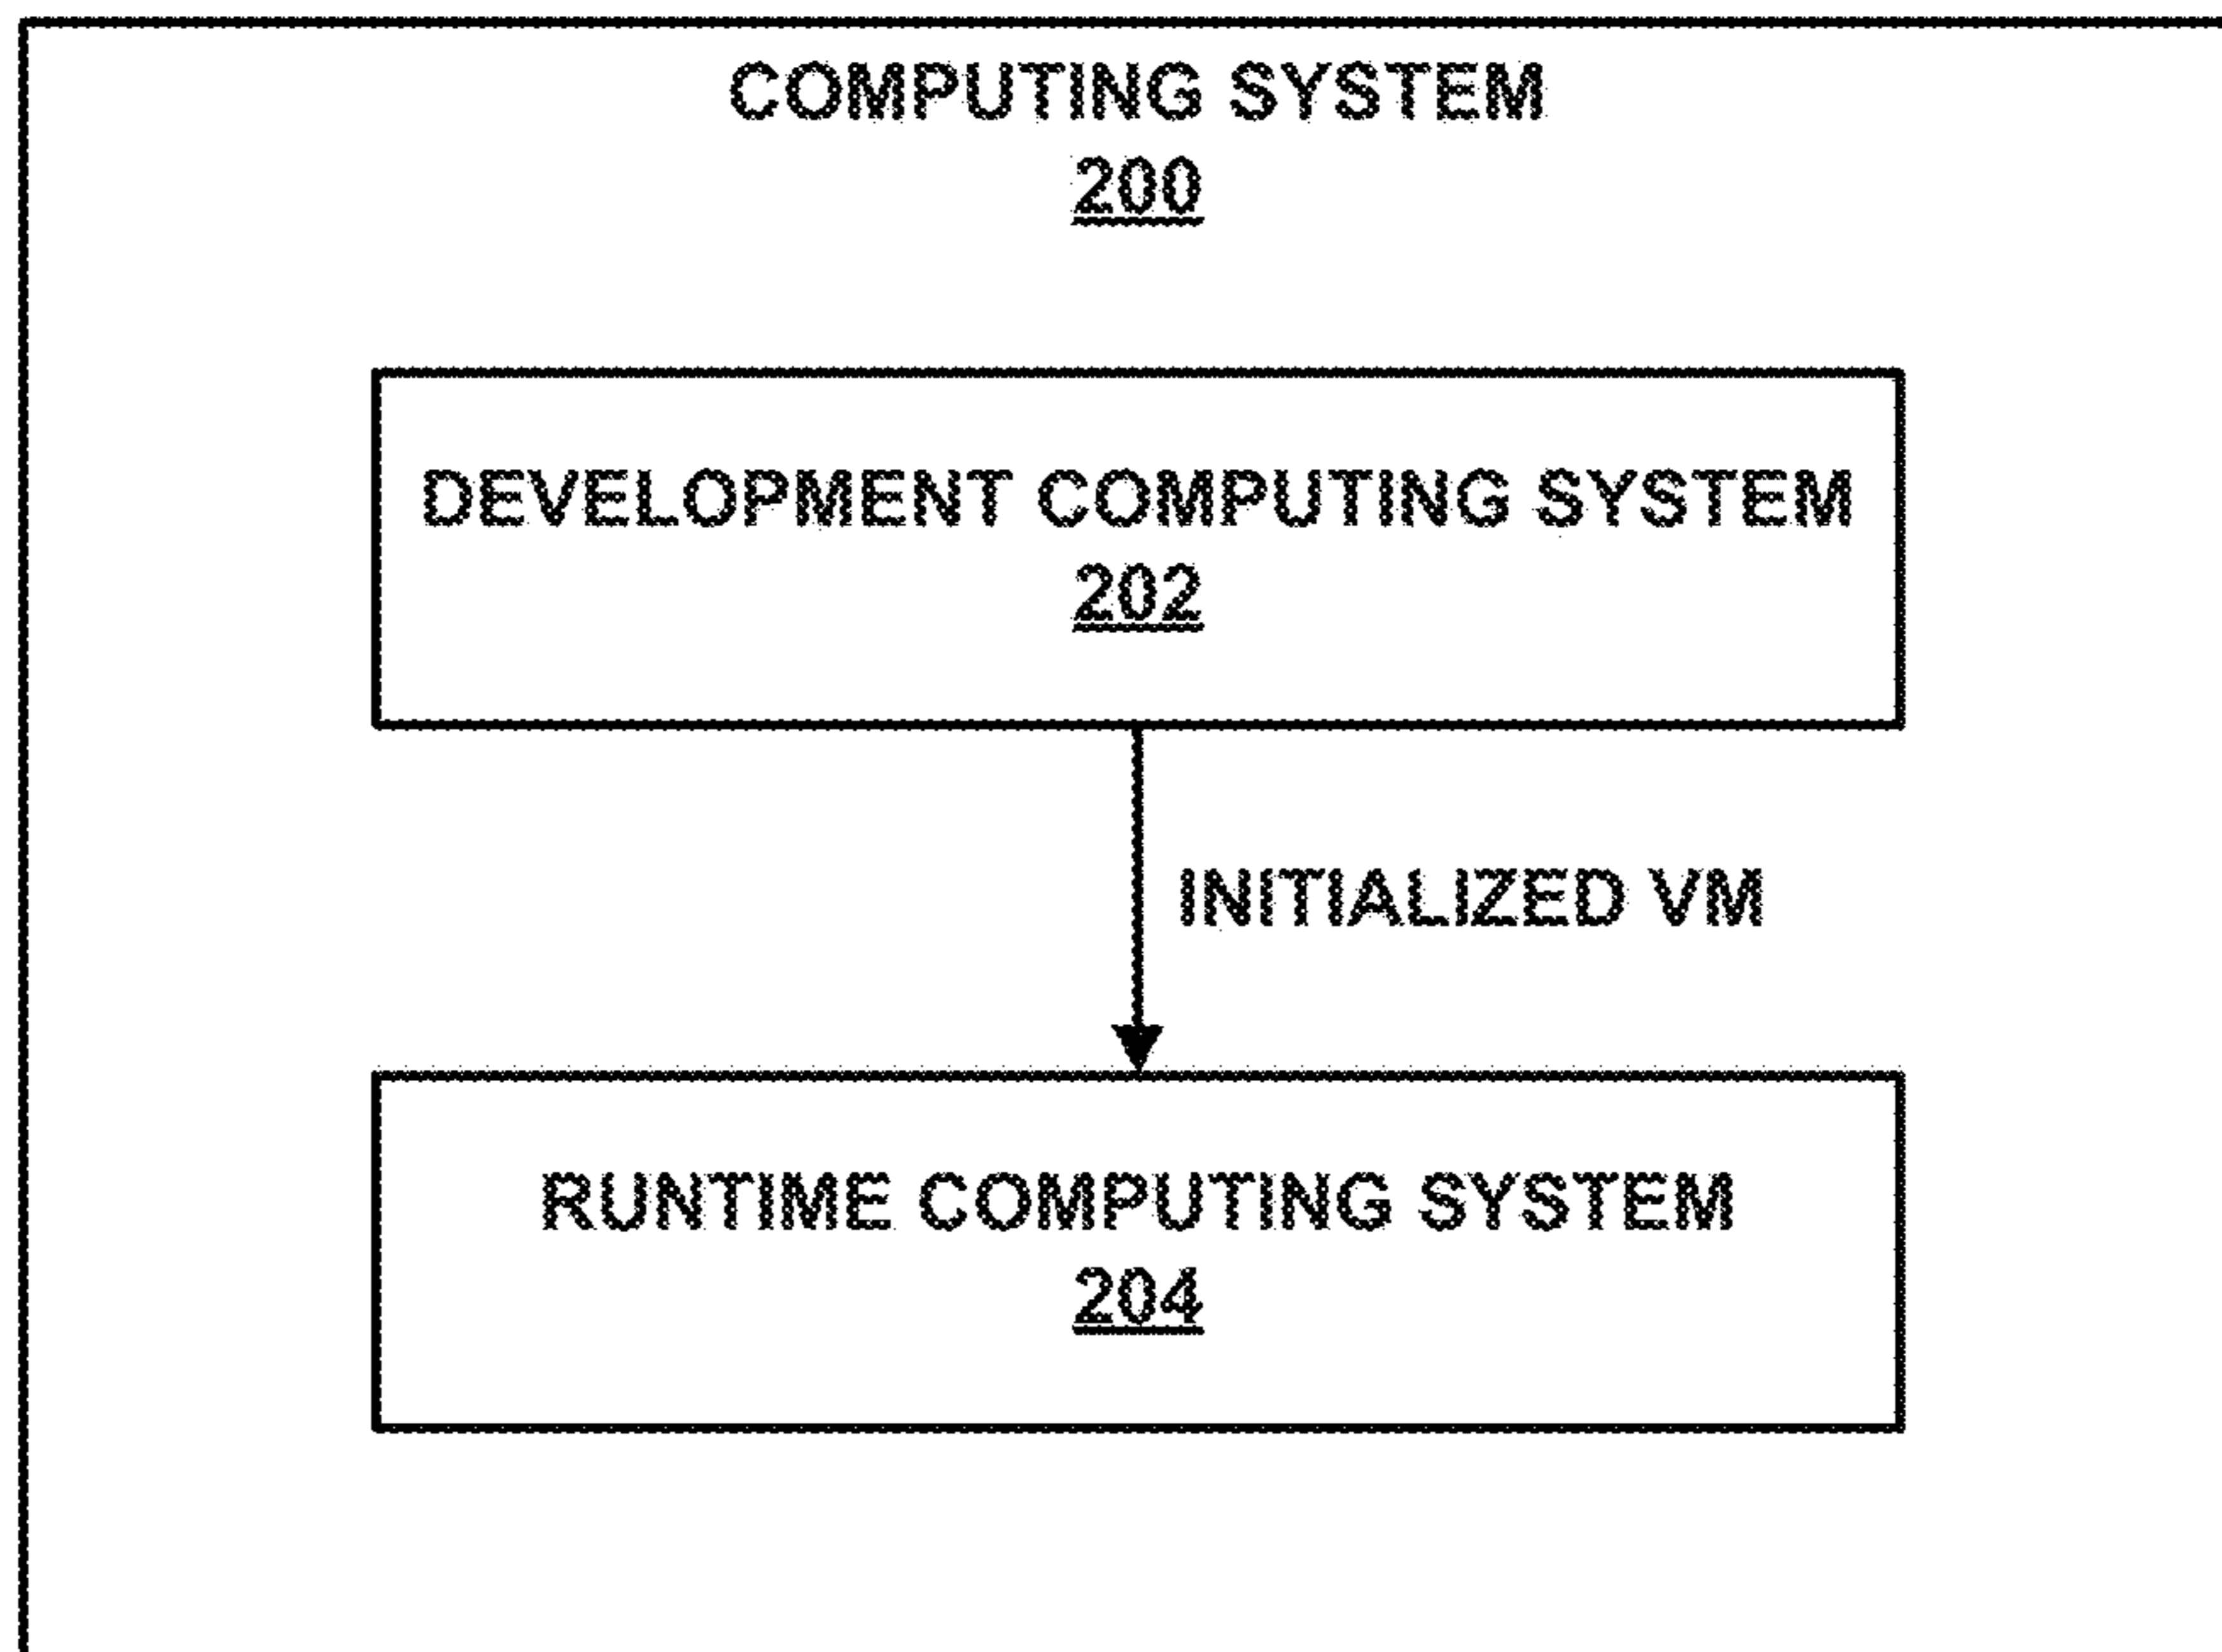 COMPUTING SYSTEM
200
DEVELOPMENT COMPUTING SYSTEM
202
INITIALIZED VM
RUNTIME COMPUTING SYSTEM
204